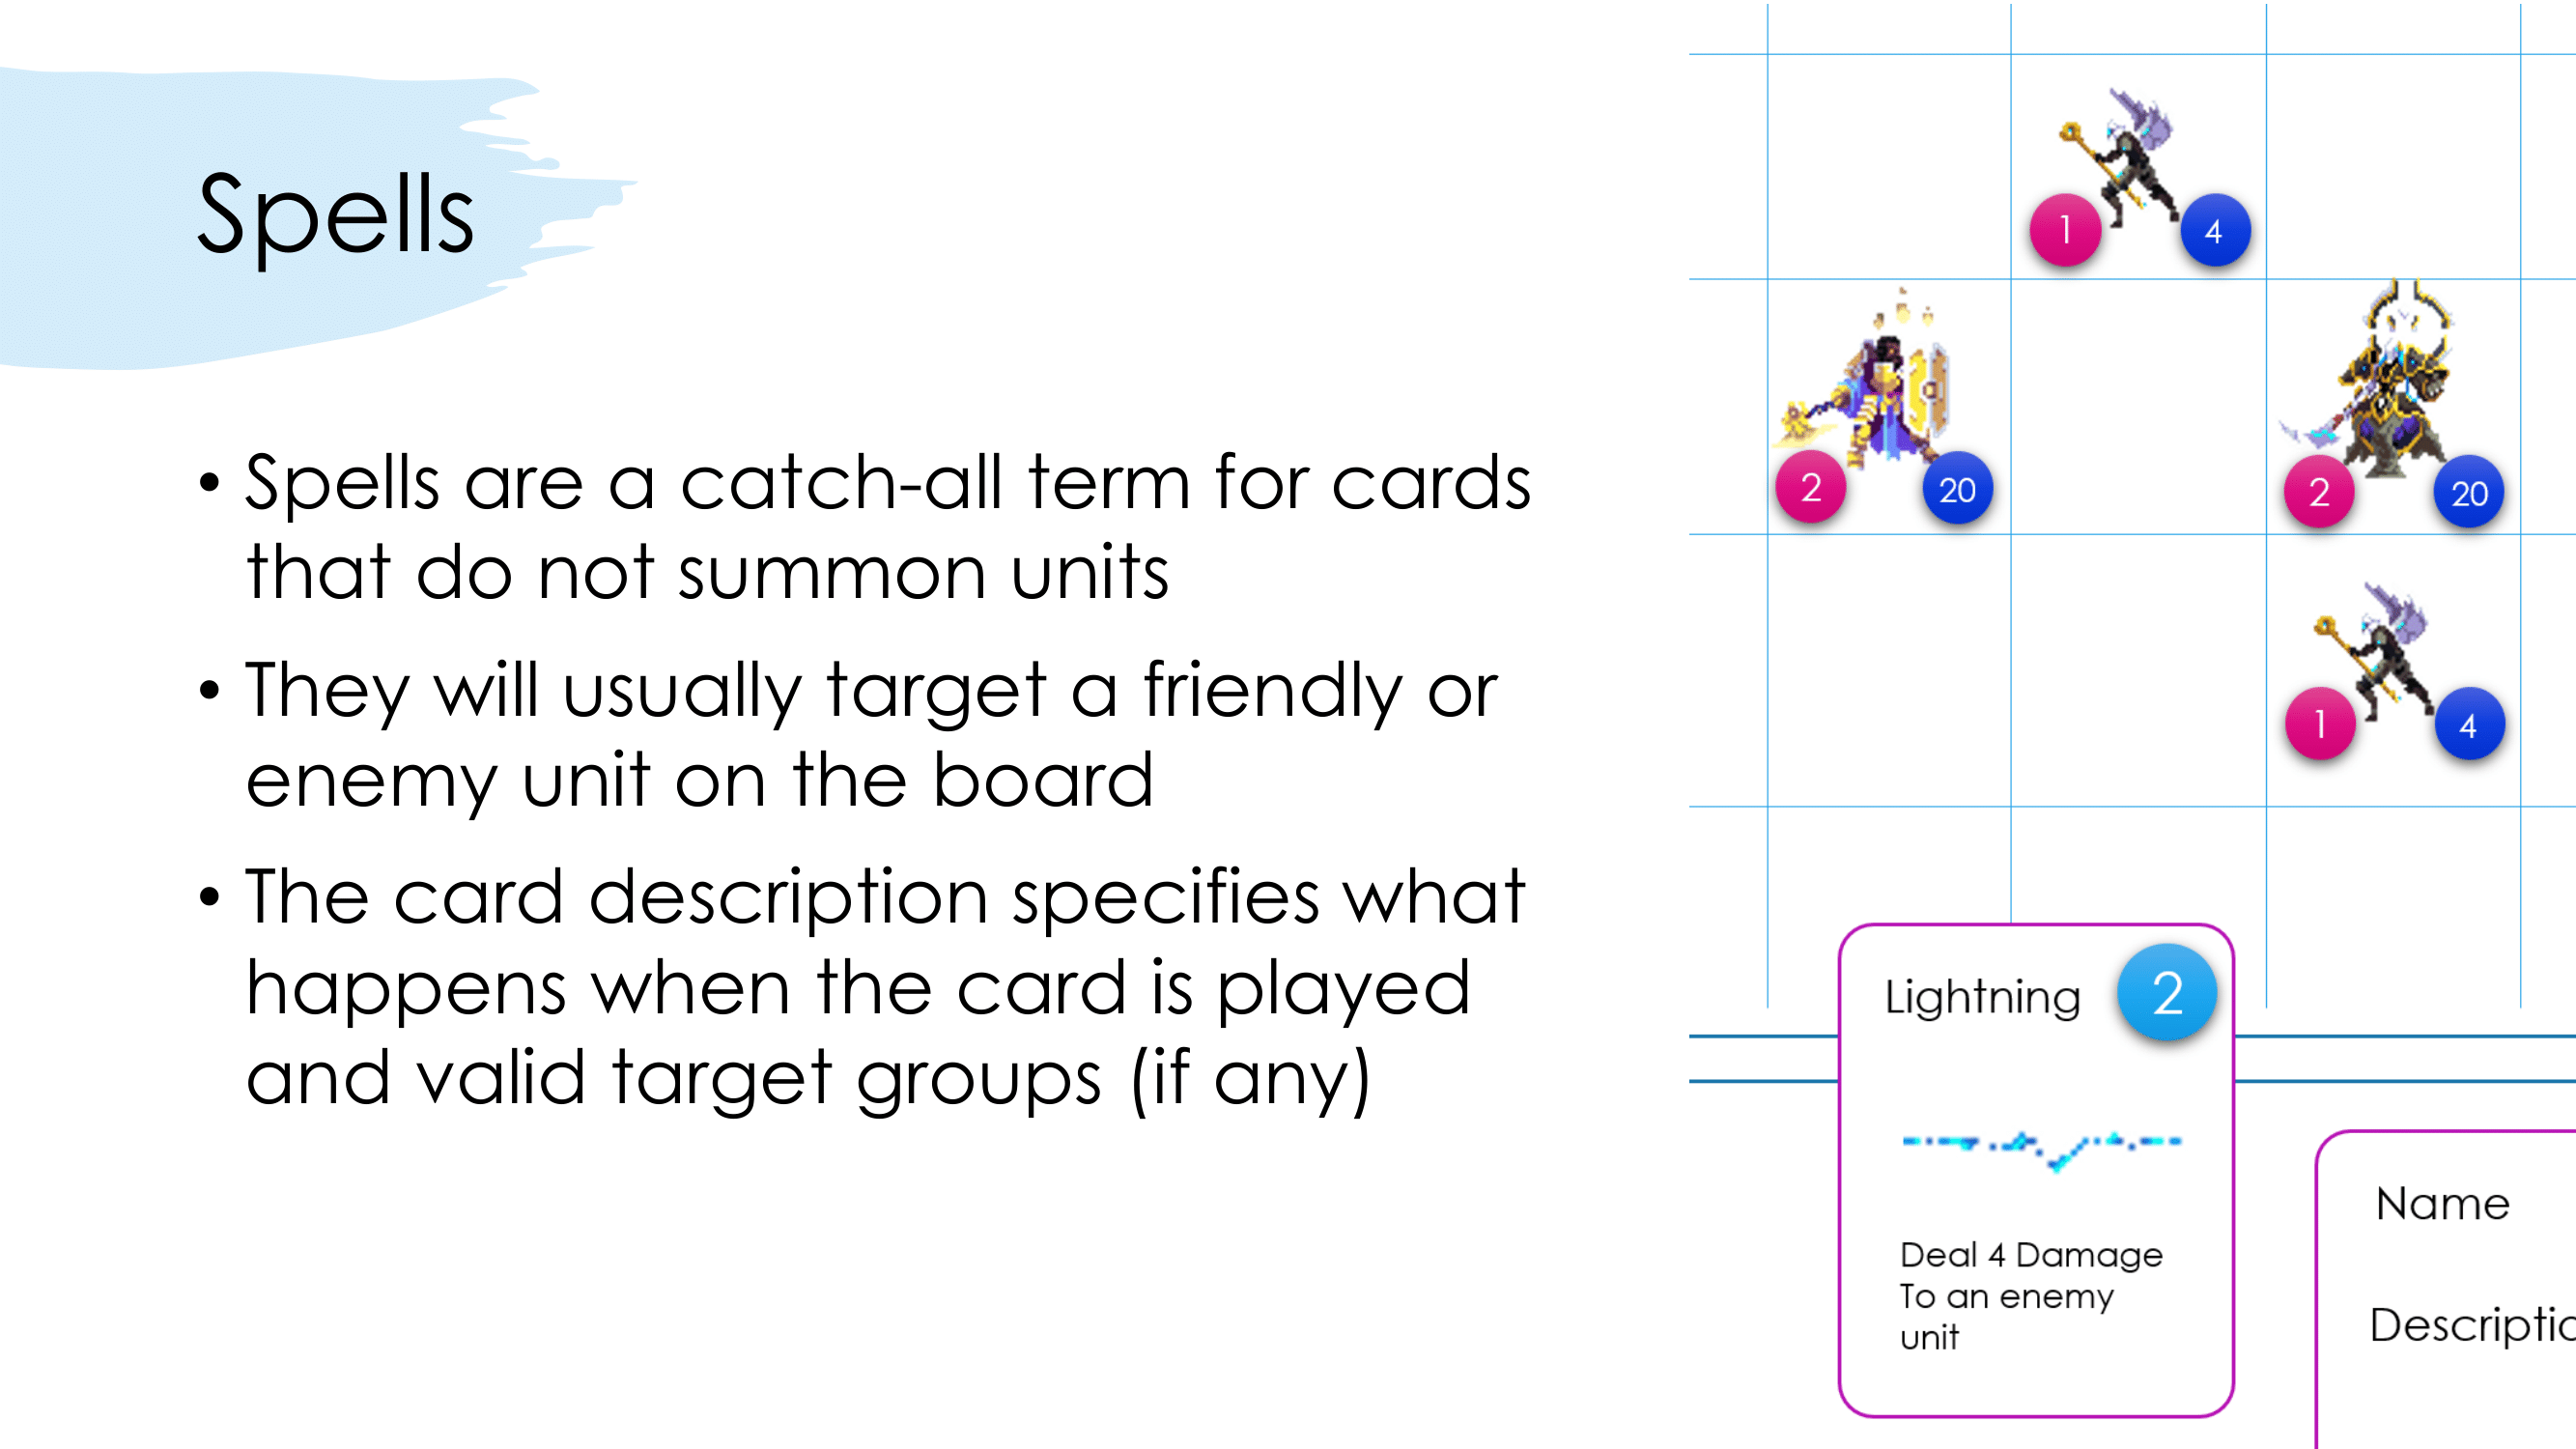 Spells
• Spells are a catch-all term for cards
that do not summon units
• They will usually target a friendly or
enemy unit on the board
• The card description specifies what
happens when the card is played
and valid target groups (if any)
1
4
2
20
2
20
1
4
Lightning
2
Deal 4 Damage
To an enemy
unit
Name